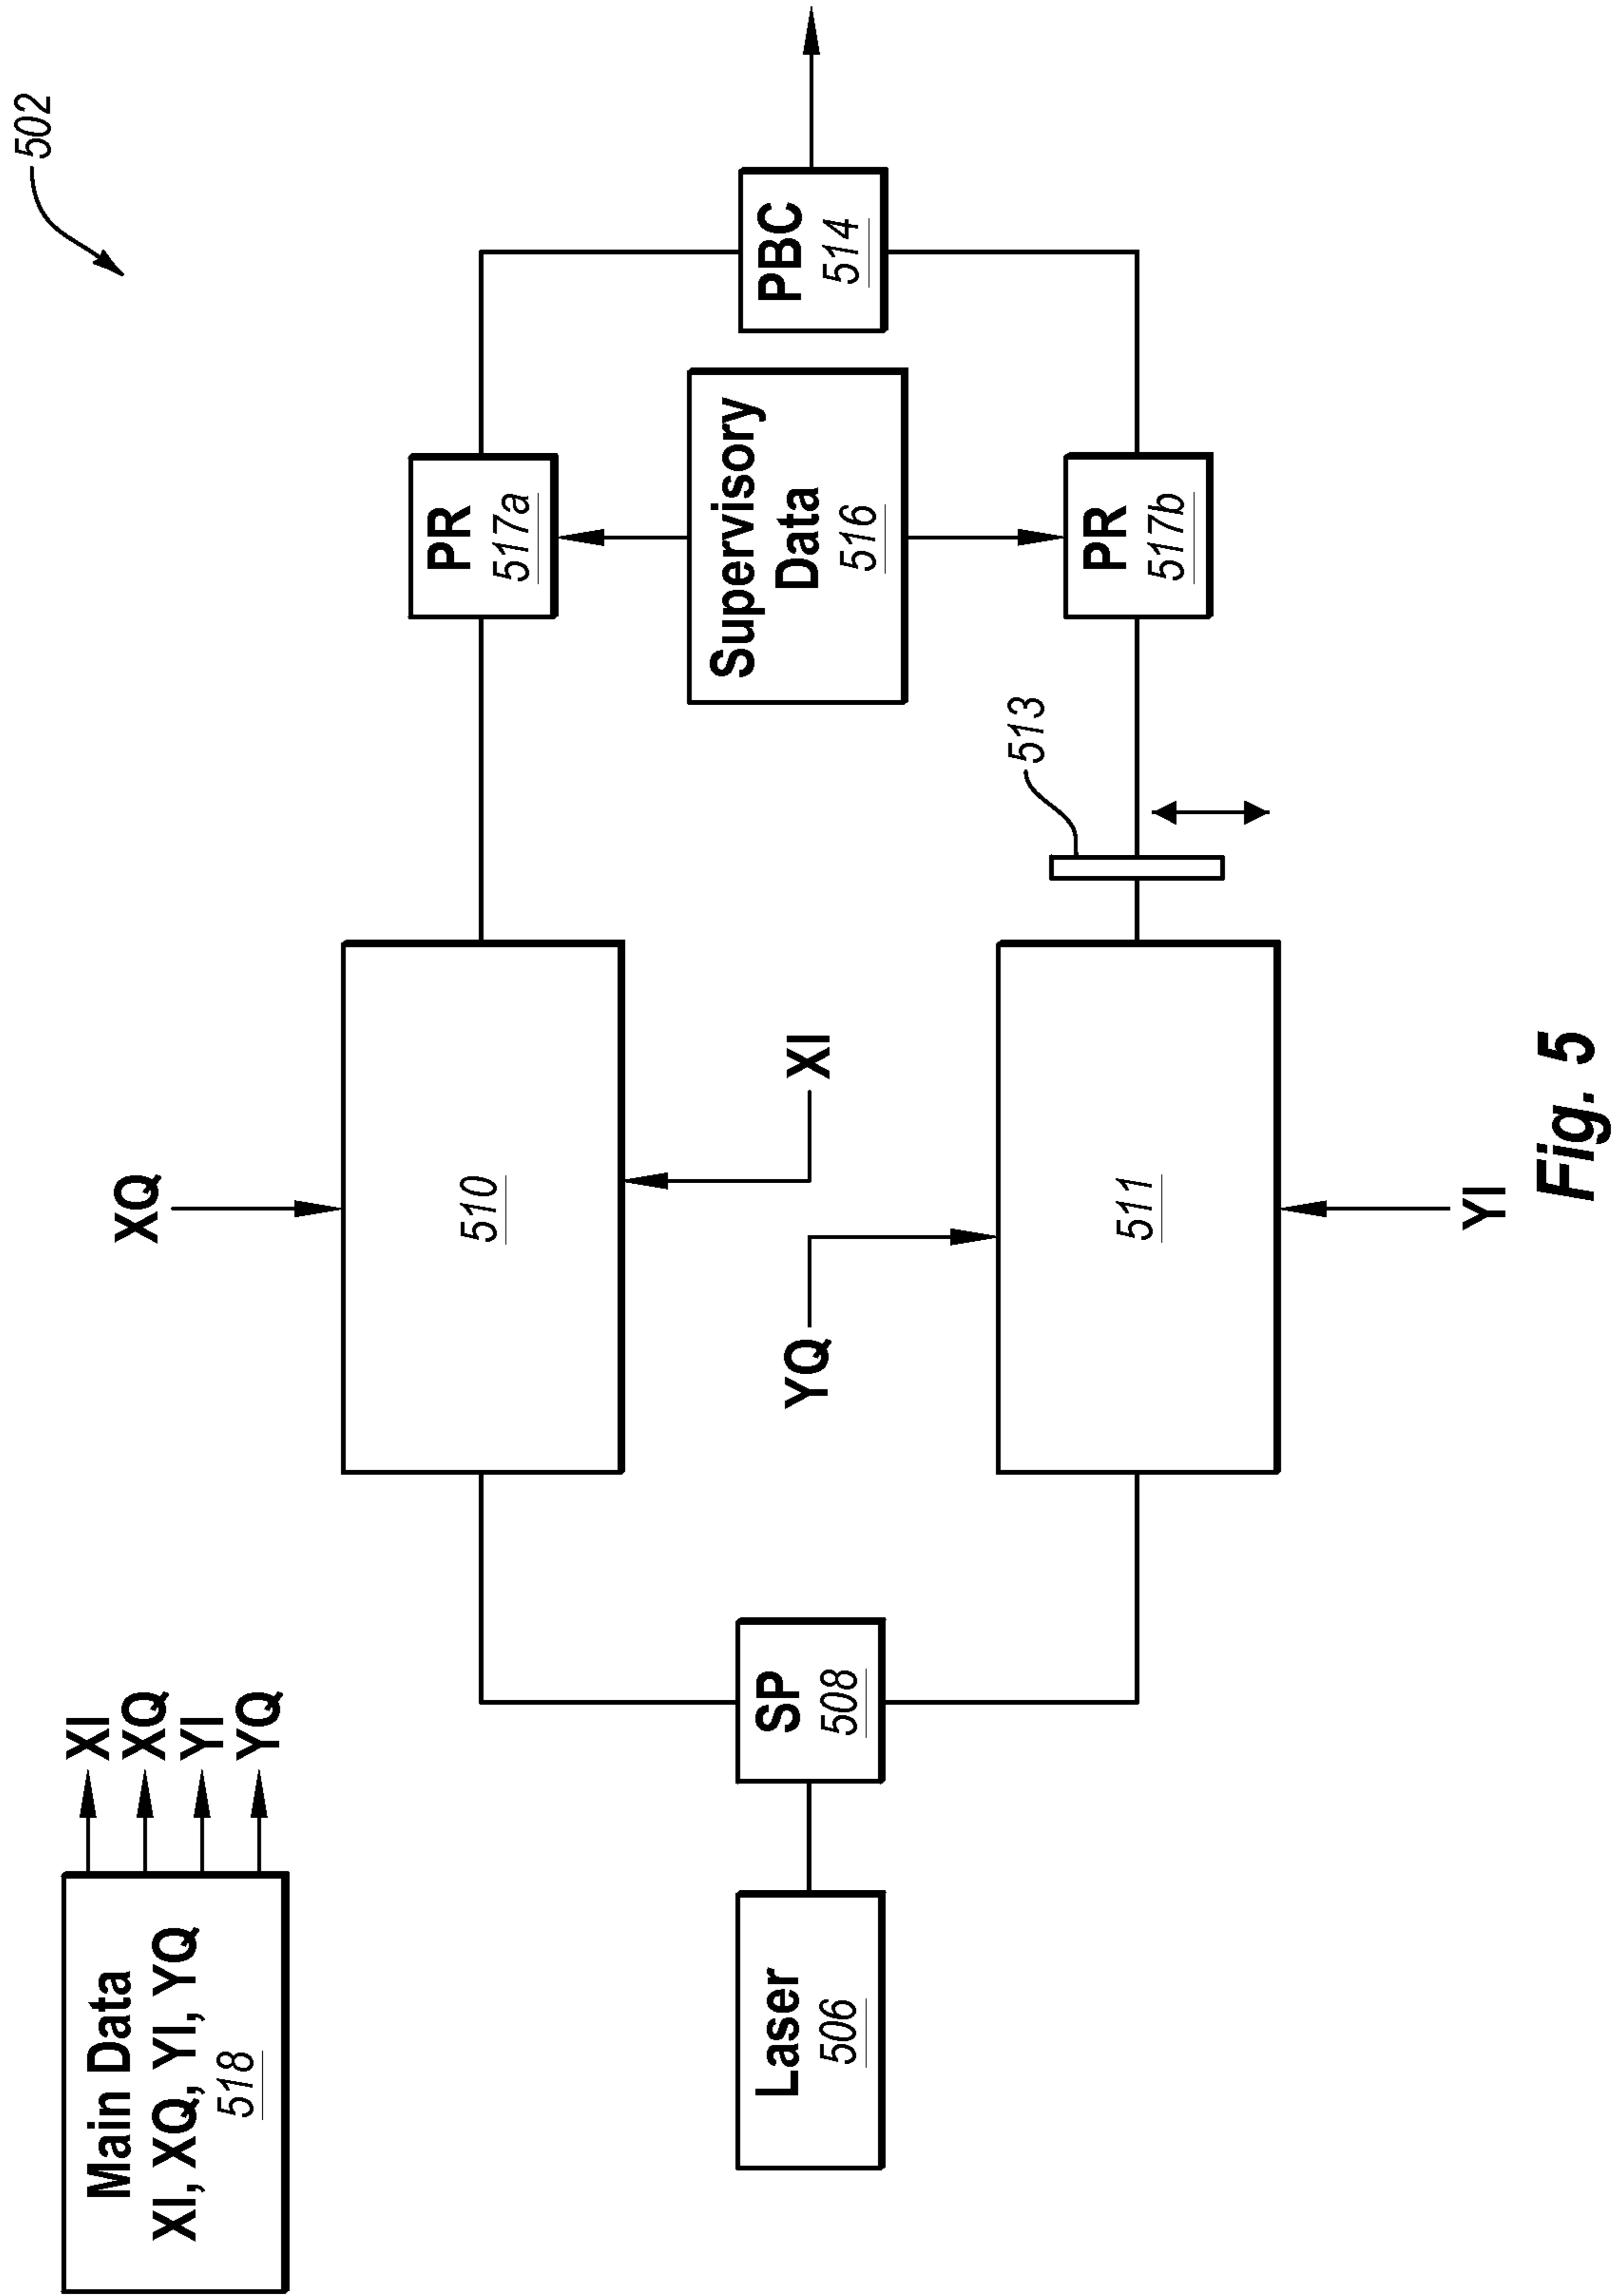 502
Main Data
XI, XQ, YI, YQ
518
XI
XQ
YI
YQ
XQ
510
XI
PR
517a
Laser
506
SP
508
Supervisory
Data
516
PBC
514
YQ
511
513
PR
517b
YI
Fig. 5